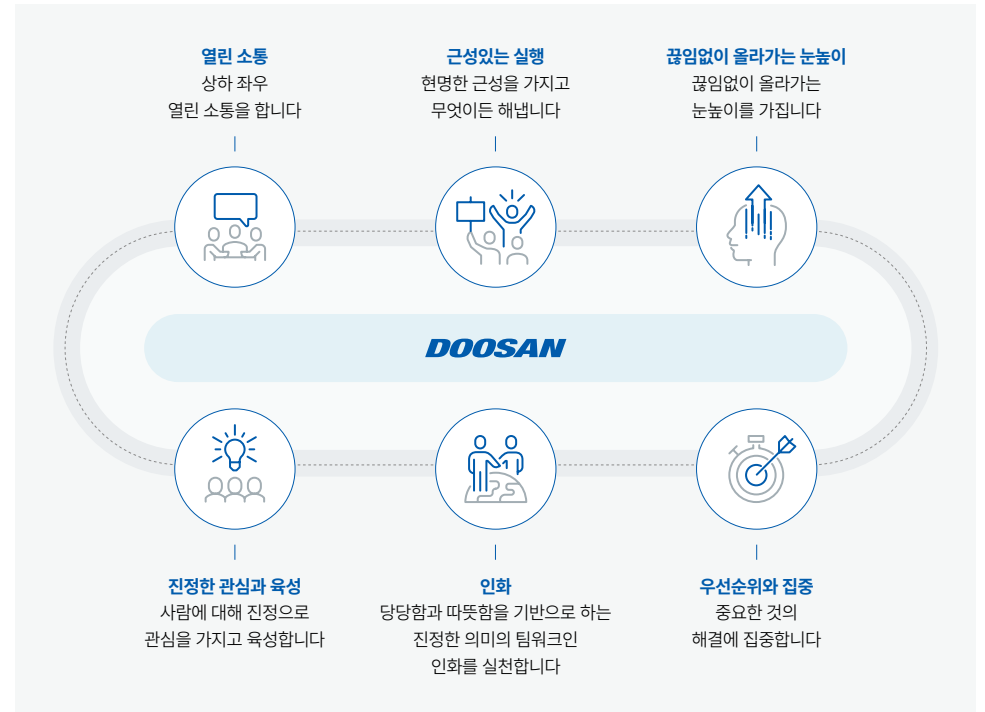 열린 소통
상하 좌우
열린 소통을 합니다
근성있는 실행
현명한 근성을 가지고
무엇이든 해냅니다
끊임없이 올라가는 눈높이
끊임없이 올라가는
눈높이를 가집니다
DOOSAN
진정한 관심과 육성
사람에 대해 진정으로
관심을 가지고 육성합니다
인화
당당함과 따뜻함을 기반으로 하는
진정한 의미의 팀워크인
인화를 실천합니다
우선순위와 집중
중요한 것의
해결에 집중합니다